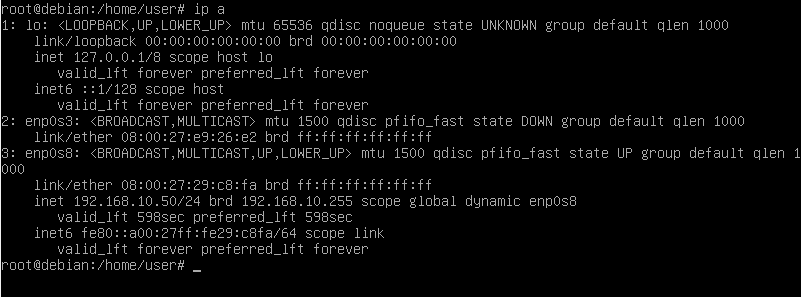 root@debian:/home/user# ip a
1: lo: <LOOPBACK,UP,LOWER_UP> mtu 65536 qdisc noqueue state UNKNOWN group default qlen 1000
    link/loopback 00:00:00:00:00:00 brd 00:00:00:00:00:00
    inet 127.0.0.1/8 scope host lo
       valid_lft forever preferred_lft forever
    inet6 ::1/128 scope host
       valid_lft forever preferred_lft forever
2: enp0s3: <BROADCAST,MULTICAST> mtu 1500 qdisc pfifo_fast state DOWN group default qlen 1000
    link/ether 08:00:27:e9:26:e2 brd ff:ff:ff:ff:ff:ff
3: enp0s8: <BROADCAST,MULTICAST,UP,LOWER_UP> mtu 1500 qdisc pfifo_fast state UP group default qlen 1
000
    link/ether 08:00:27:29:c8:fa brd ff:ff:ff:ff:ff:ff
    inet 192.168.10.50/24 brd 192.168.10.255 scope global dynamic enp0s8
       valid_lft 598sec preferred_lft 598sec
    inet6 fe80::a00:27ff:fe29:c8fa/64 scope link
       valid_lft forever preferred_lft forever
root@debian:/home/user# _